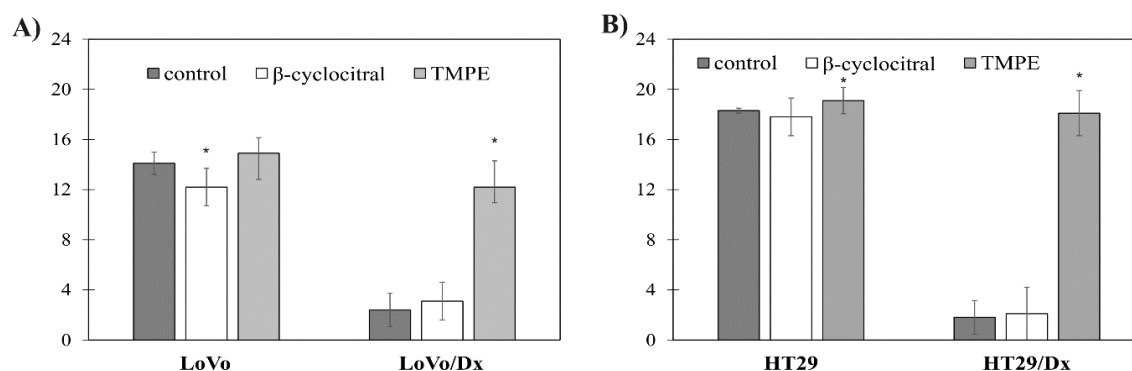 A)
24
20
16
12
8
4
0
control
β-cyclocitral
TMPE
*
*
LoVo
LoVo/Dx
B)
24
20
16
12
8
4
0
control
β-cyclocitral
TMPE
*
*
HT29
HT29/Dx